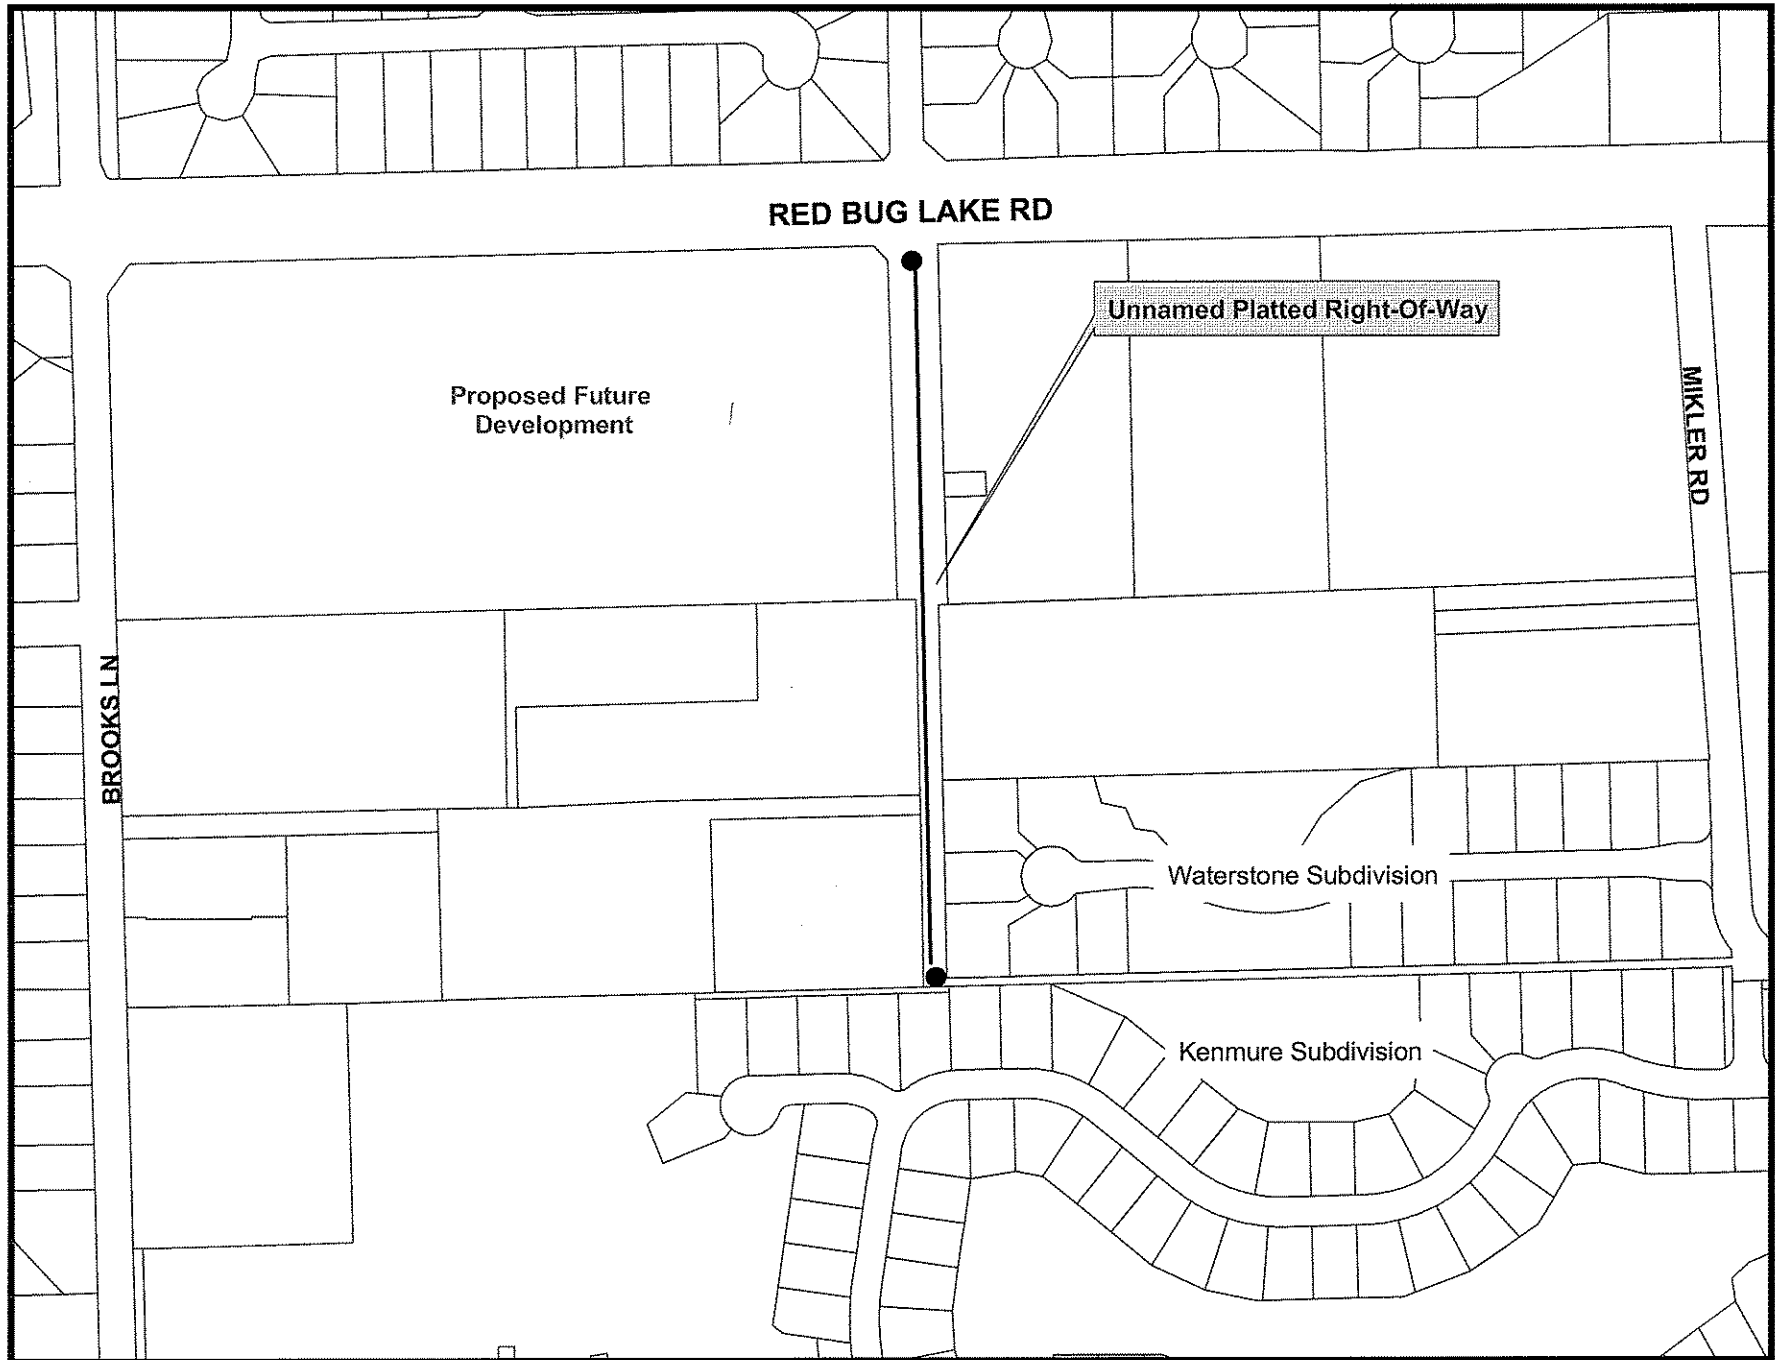 RED BUG LAKE RD
Unnamed Platted Right-Of-Way
Proposed Future
Development
MIKLER RD
BROOKS LN
Waterstone Subdivision
Kenmure Subdivision